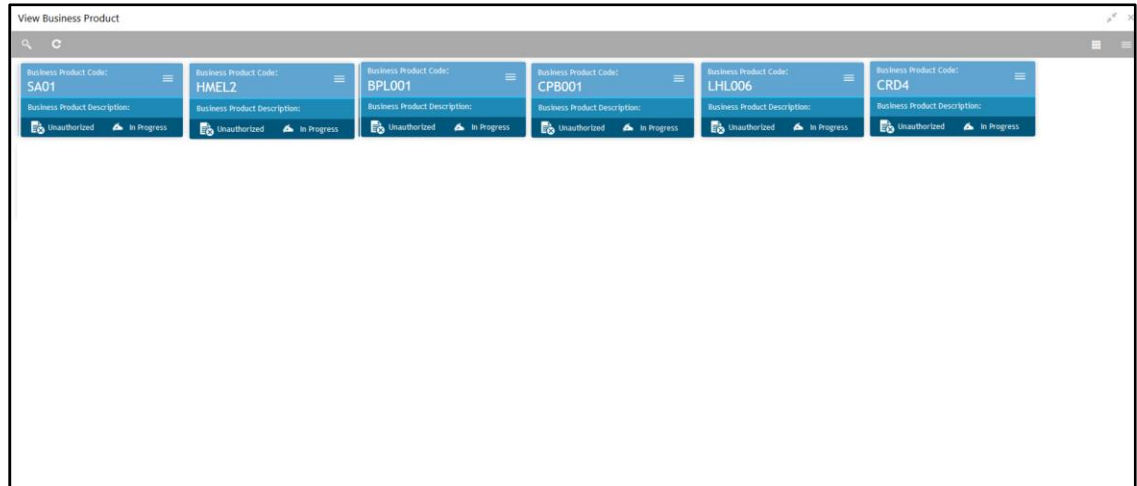 View Business Product
Business Product Code:
SA01
Business Product Description:
Unauthorized In Progress
Business Product Code:
HMEL2
Business Product Description:
Unauthorized In Progress
Business Product Code:
BPL001
Business Product Description:
Unauthorized In Progress
Business Product Code:
CPB001
Business Product Description:
Unauthorized In Progress
Business Product Code:
LHL006
Business Product Description:
Unauthorized In Progress
Business Product Code:
CRD4
Business Product Description:
Unauthorized In Progress